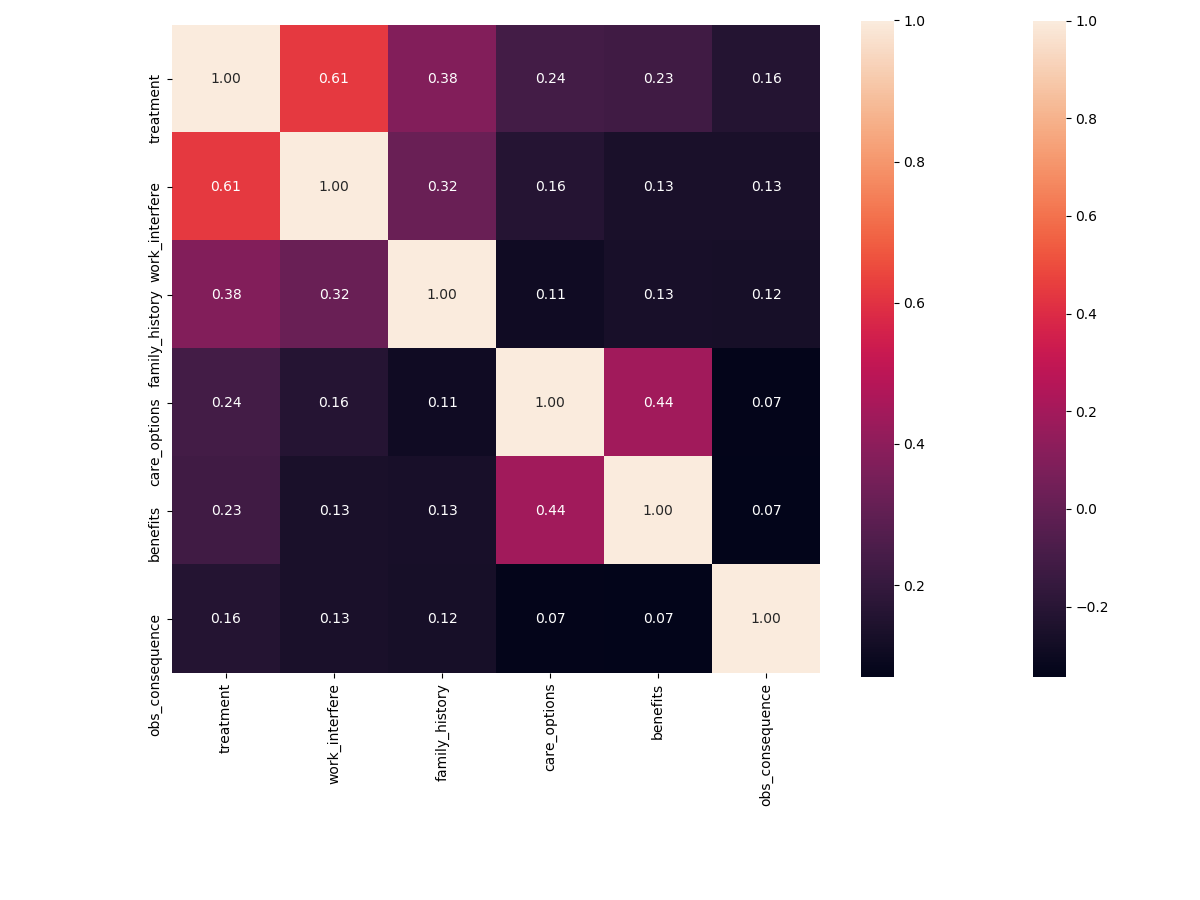 treatment 1.00 0.61 0.38 0.24 0.23 0.16
work_interfere 0.61 1.00 0.32 0.16 0.13 0.13
family_history 0.38 0.32 1.00 0.11 0.13 0.12
care_options 0.24 0.16 0.11 1.00 0.44 0.07
benefits 0.23 0.13 0.13 0.44 1.00 0.07
obs_consequence 0.16 0.13 0.12 0.07 0.07 1.00
treatment work_interfere family_history care_options benefits obs_consequence
1.0
0.8
0.6
0.4
0.2
1.0
0.8
0.6
0.4
0.2
0.0
−0.2